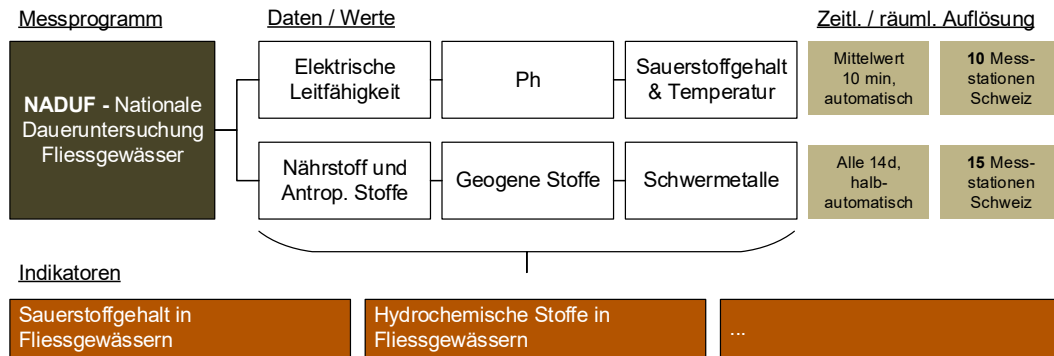 Messprogramm
Daten / Werte
Zeitl. / räuml. Auflösung
NADUF - Nationale
Daueruntersuchung
Fliessgewässer
Elektrische
Leitfähigkeit
Ph
Sauerstoffgehalt
& Temperatur
Mittelwert
10 min,
automatisch
10 Mess-
stationen
Schweiz
Nährstoff und
Antrop. Stoffe
Geogene Stoffe
Schwermetalle
Alle 14d,
halb-
automatisch
15 Mess-
stationen
Schweiz
Indikatoren
Sauerstoffgehalt in
Fliessgewässern
Hydrochemische Stoffe in
Fliessgewässern
...